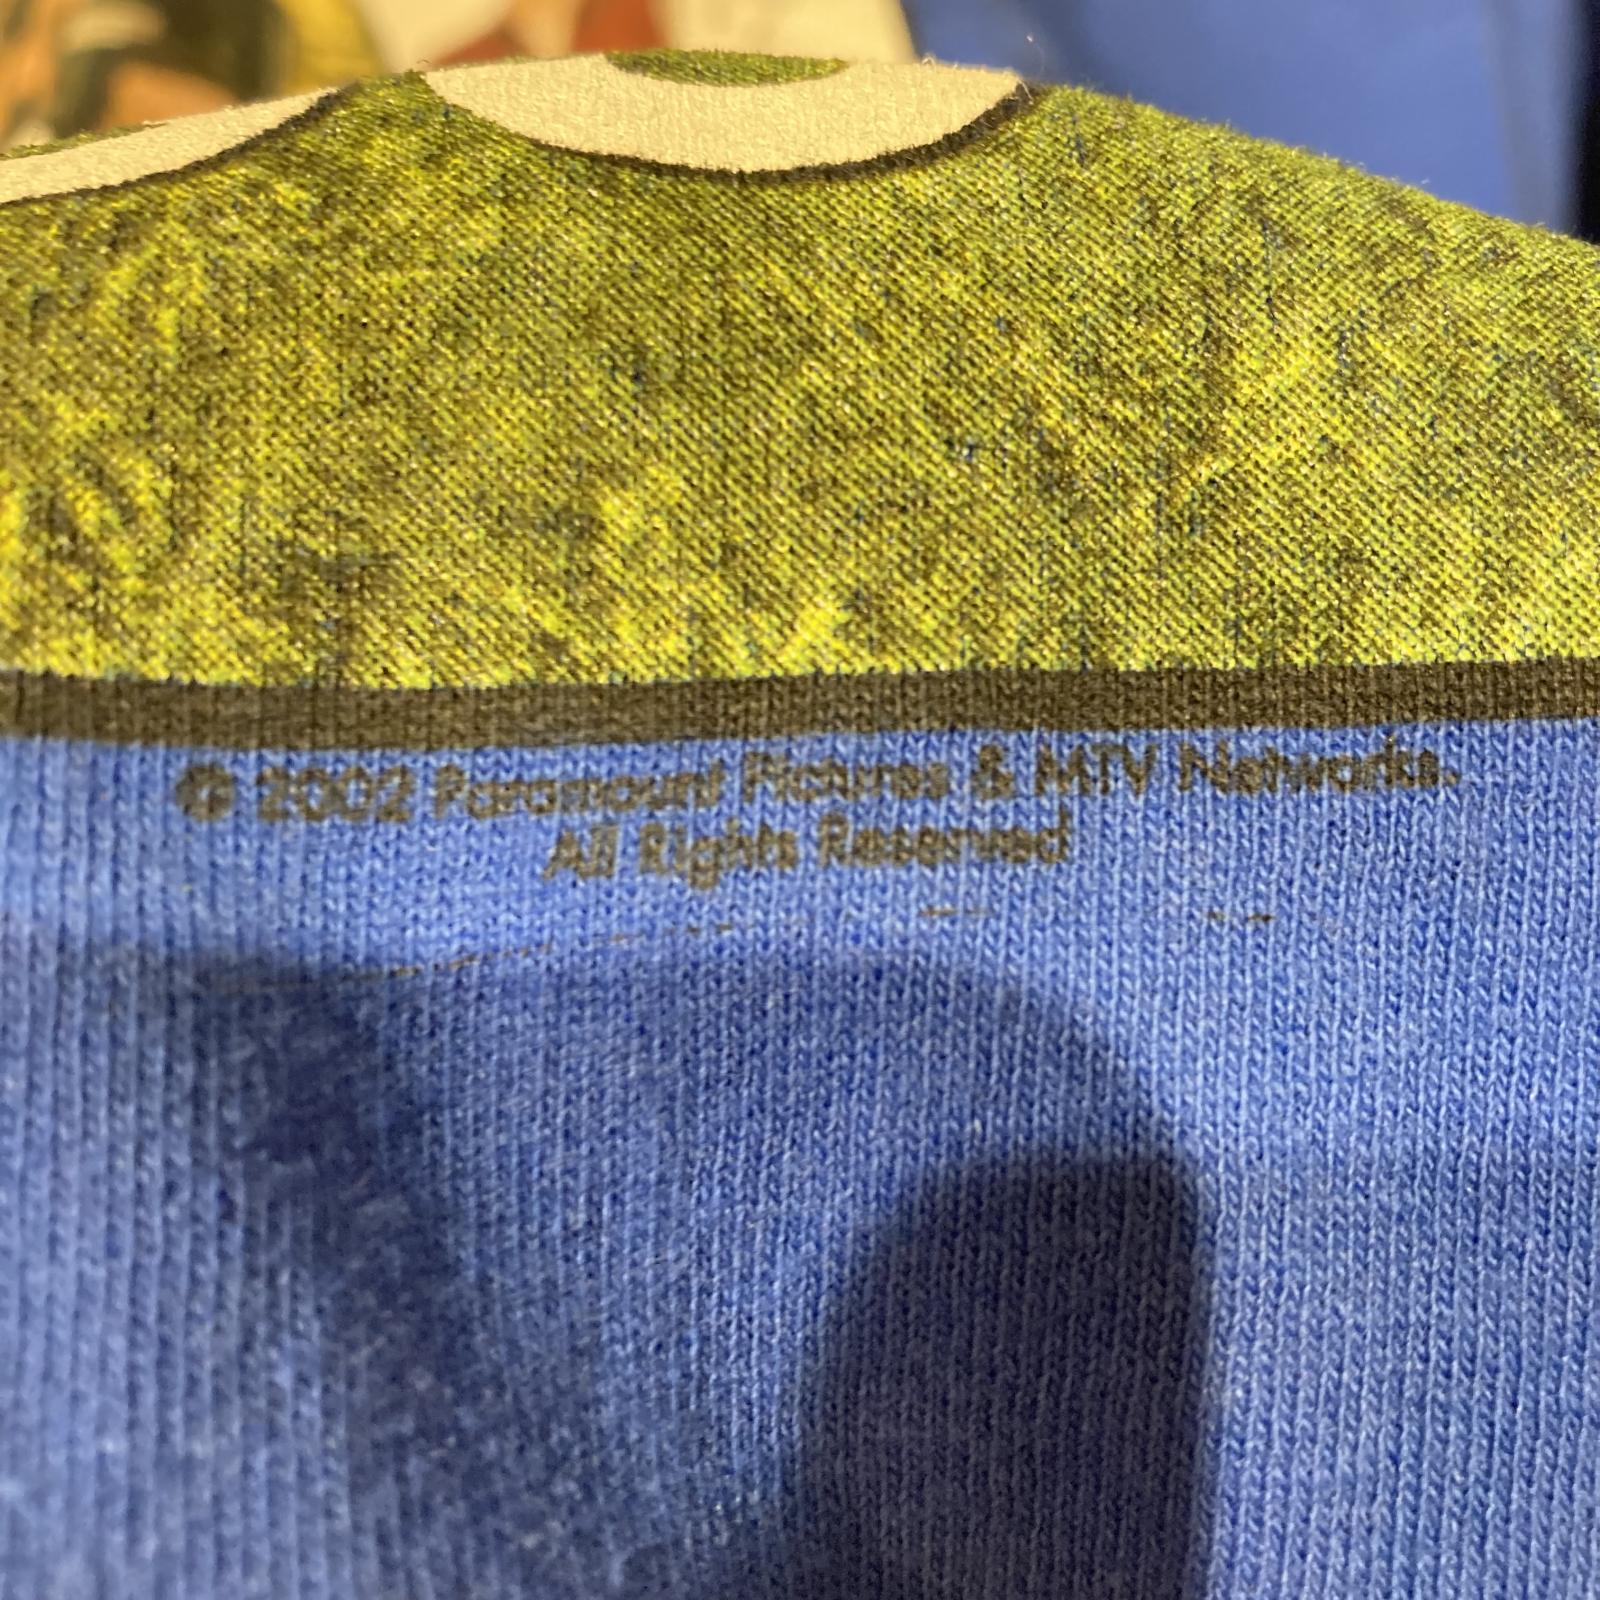 © 2002 Paramount Pictures & MTV Networks.
All Rights Reserved